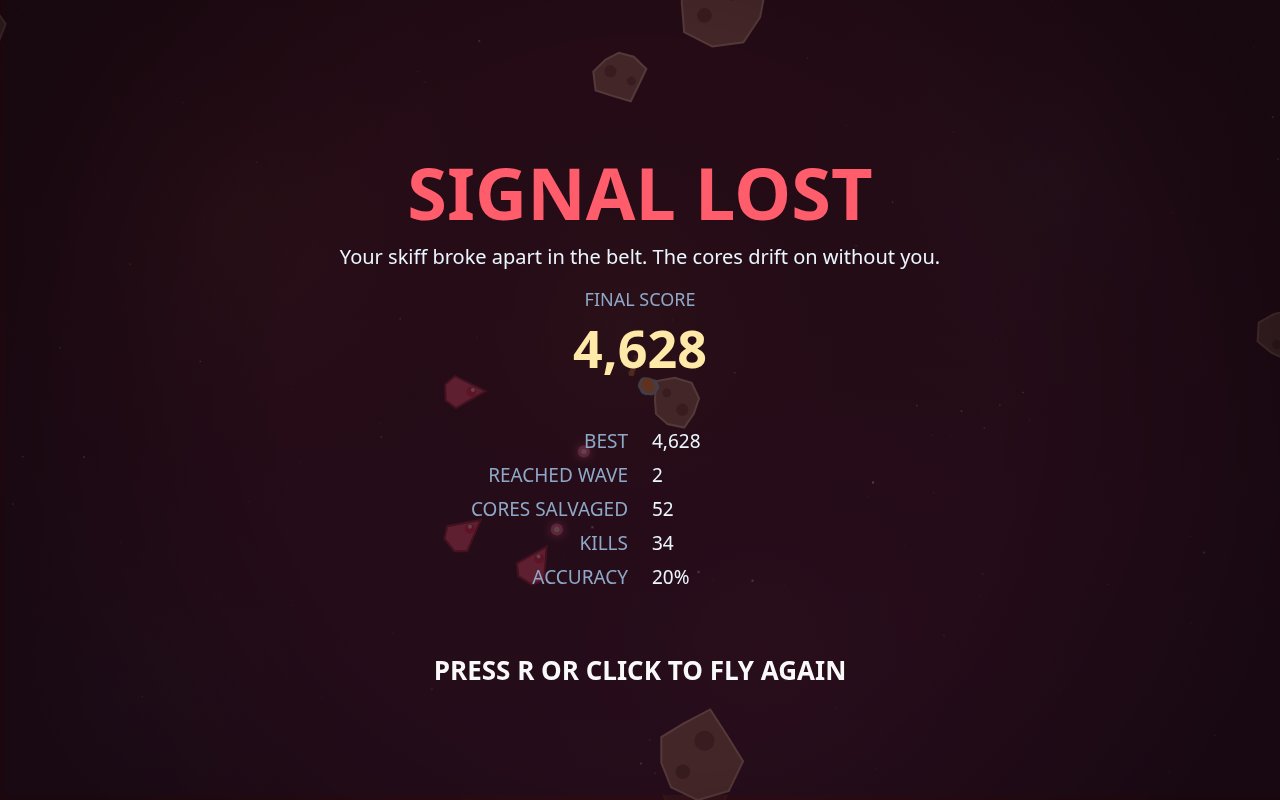 SIGNAL LOST
Your skiff broke apart in the belt. The cores drift on without you.
FINAL SCORE
4,628
BEST 4,628
REACHED WAVE 2
CORES SALVAGED 52
KILLS 34
ACCURACY 20%
PRESS R OR CLICK TO FLY AGAIN